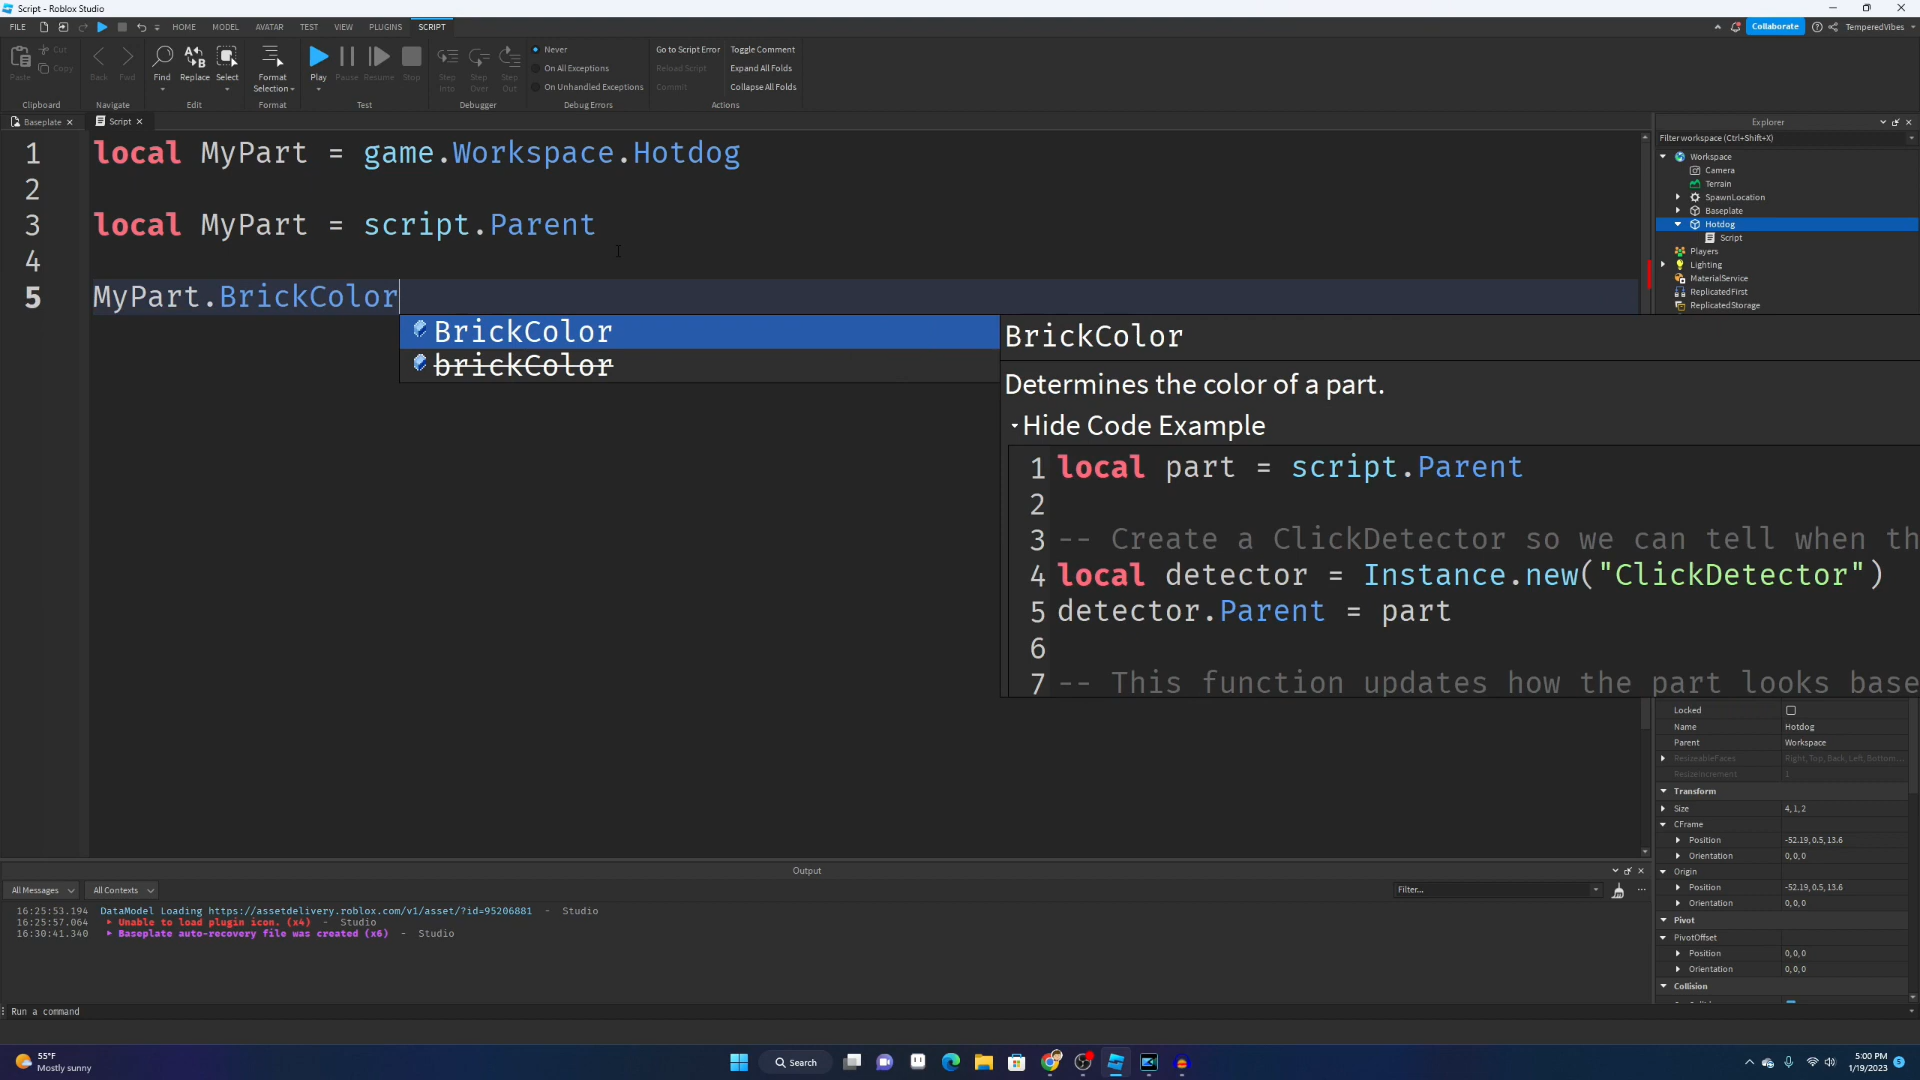 Script - Roblox Studio
FILE HOME MODEL AVATAR TEST VIEW PLUGINS SCRIPT Collaborate TemperedVibes
Paste Cut Copy Back Fwd Find Replace Select Format Selection Play Pause Resume Stop Step Into Step Over Step Out
Never
On All Exceptions
On Unhandled Exceptions
Go to Script Error Toggle Comment
Reload Script Expand All Folds
Commit Collapse All Folds
Clipboard Navigate Edit Format Test Debugger Debug Errors Actions
Baseplate Script
1 local MyPart = game.Workspace.Hotdog
2
3 local MyPart = script.Parent
4
5 MyPart.BrickColor
BrickColor
brickColor
BrickColor
Determines the color of a part.
Hide Code Example
1 local part = script.Parent
2
3 -- Create a ClickDetector so we can tell when th
4 local detector = Instance.new("ClickDetector")
5 detector.Parent = part
6
7 -- This function updates how the part looks base
Explorer
Filter workspace (Ctrl+Shift+X)
Workspace
Camera
Terrain
SpawnLocation
Baseplate
Hotdog
Script
Players
Lighting
MaterialService
ReplicatedFirst
ReplicatedStorage
Locked
Name Hotdog
Parent Workspace
ResizeableFaces Right, Top, Back, Left, Bottom...
ResizeIncrement 1
Transform
Size 4, 1, 2
CFrame
Position -52.19, 0.5, 13.6
Orientation 0, 0, 0
Origin
Position -52.19, 0.5, 13.6
Orientation 0, 0, 0
Pivot
PivotOffset
Position 0, 0, 0
Orientation 0, 0, 0
Collision
Output
All Messages All Contexts Filter...
16:25:53.194 DataModel Loading https://assetdelivery.roblox.com/v1/asset/?id=95206881 - Studio
16:25:57.064 Unable to load plugin icon. (x4) - Studio
16:30:41.340 Baseplate auto-recovery file was created (x6) - Studio
Run a command
55°F
Mostly sunny
Search
5:00 PM
1/19/2023
5